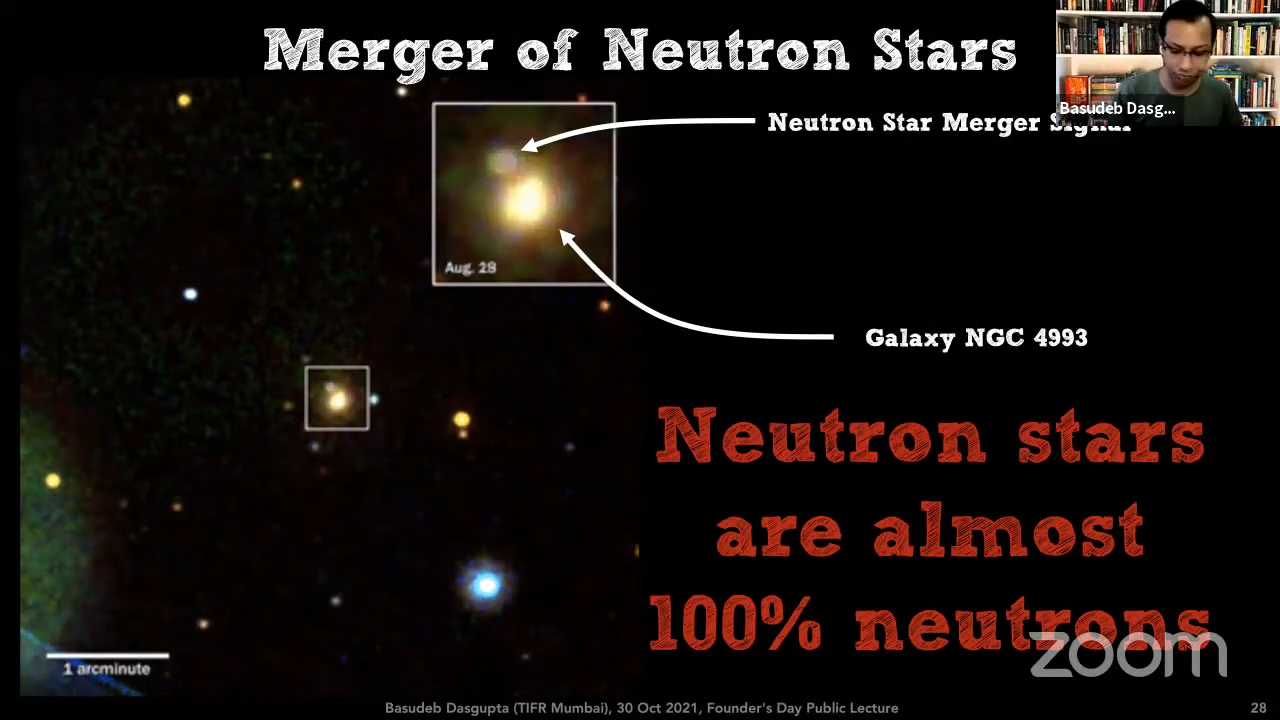 Merger of Neutron Stars
Basudeb Dasg...
Neutron Star Merger Signal
Aug. 28
Galaxy NGC 4993
Neutron stars
are almost
100% neutrons
zoom
1 arcminute
Basudeb Dasgupta (TIFR Mumbai), 30 Oct 2021, Founder's Day Public Lecture
28